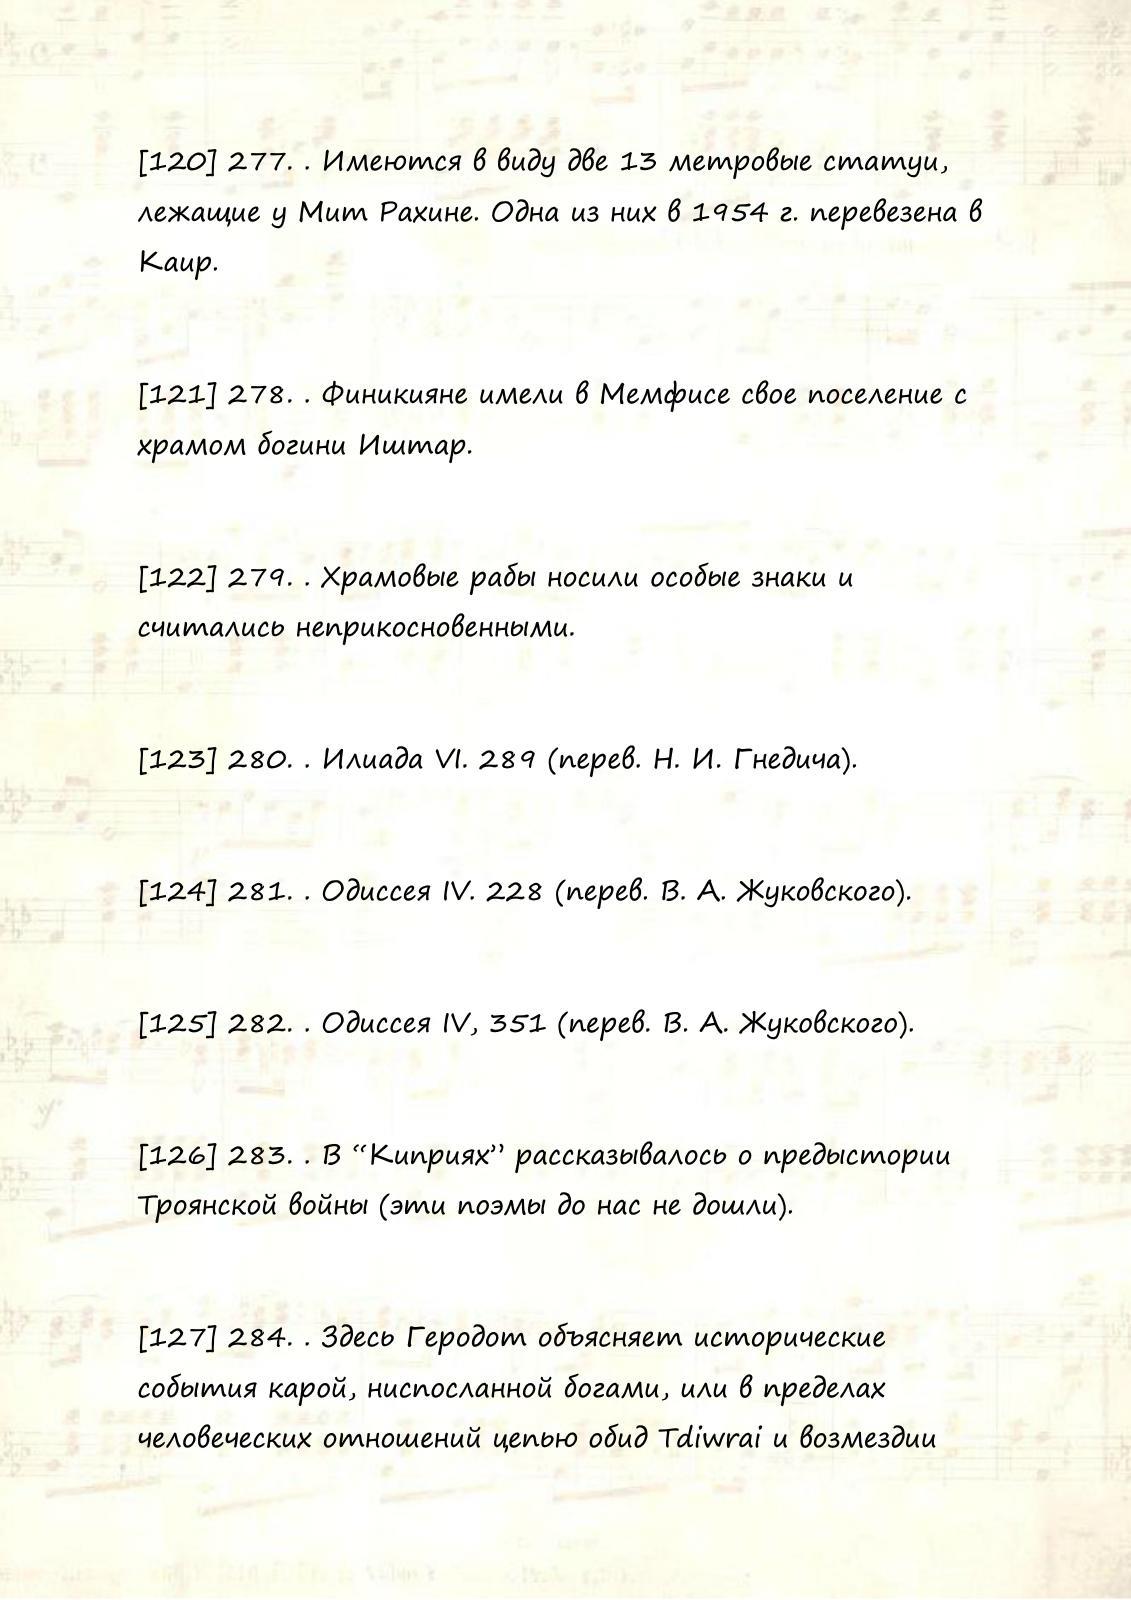 [120] 277. . Имеются в виду две 13 метровые статуи,
лежащие у Мит Рахине. Одна из них в 1954 г. перевезена в
Каир.
[121] 278. . Финикияне имели в Мемфисе свое поселение с
храмом богини Иштар.
[122] 279. . Храмовые рабы носили особые знаки и
считались неприкосновенными.
[123] 280. . Илиада VI. 289 (перев. Н. И. Гнедича).
[124] 281. . Одиссея IV. 228 (перев. В. А. Жуковского).
[125] 282. . Одиссея IV, 351 (перев. В. А. Жуковского).
[126] 283. . В “Киприях” рассказывалось о предыстории
Троянской войны (эти поэмы до нас не дошли).
[127] 284. . Здесь Геродот объясняет исторические
события карой, ниспосланной богами, или в пределах
человеческих отношений цепью обид Tdiwrai и возмездии